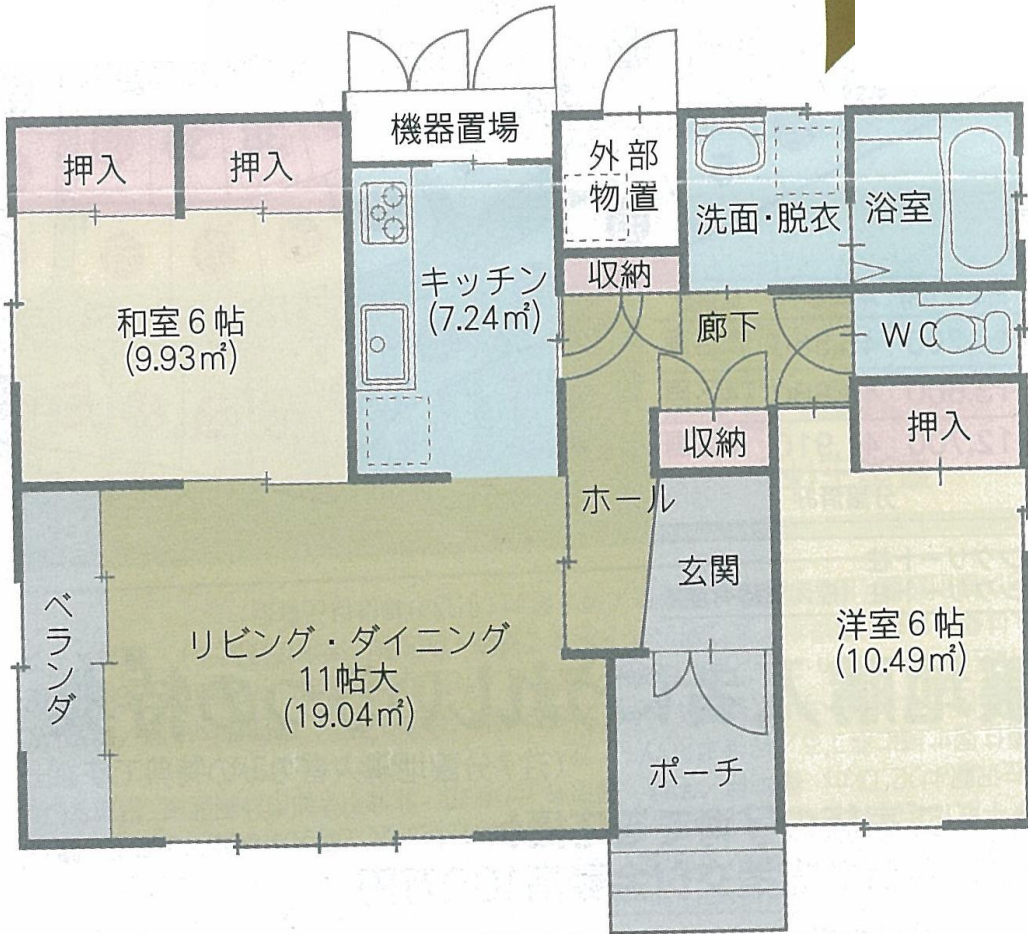 機器置場
押入
押入
外部
物置
洗面・脱衣
浴室
収納
キッチン
(7.24㎡)
和室6帖
(9.93㎡)
廊下
WC
収納
押入
ホール
玄関
ベランダ
リビング・ダイニング
11帖大
(19.04㎡)
洋室6帖
(10.49㎡)
ポーチ